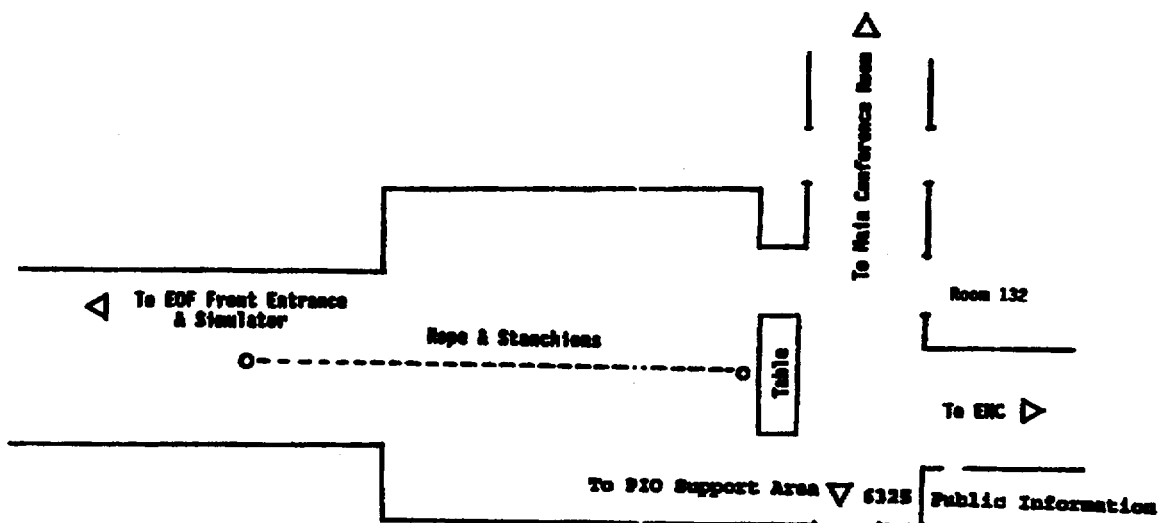 To Main Conference Room
To EOF Front Entrance
& Simulator
Room 132
Rope & Stanchions
Table
To ENC
To PIO Support Area
6325
Public Information